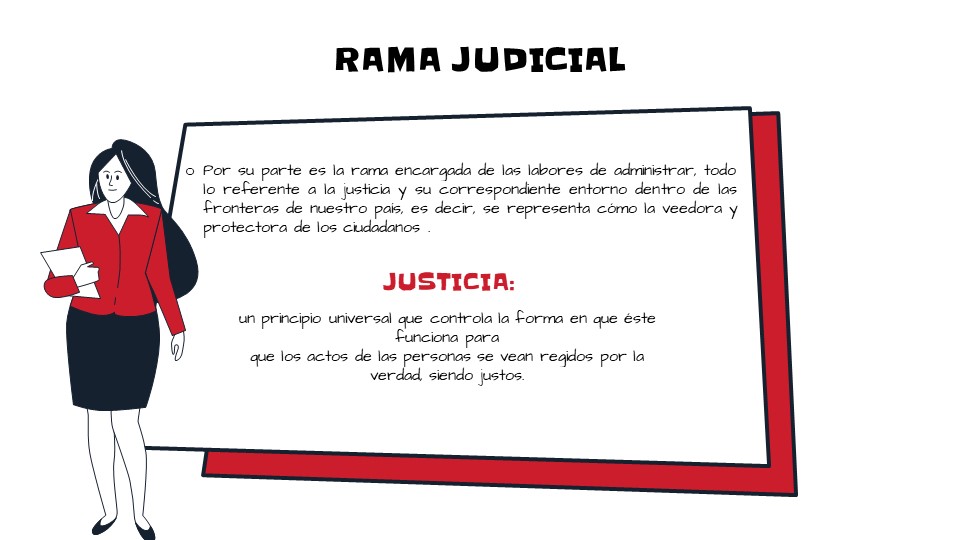 RAMA JUDICIAL
o Por su parte es la rama encargada de las labores de administrar, todo
lo referente a la justicia y su correspondiente entorno dentro de las
fronteras de nuestro país, es decir, se representa cómo la veedora y
protectora de los ciudadanos .
JUSTICIA:
un principio universal que controla la forma en que éste
funciona para
que los actos de las personas se vean regidos por la
verdad, siendo justos.